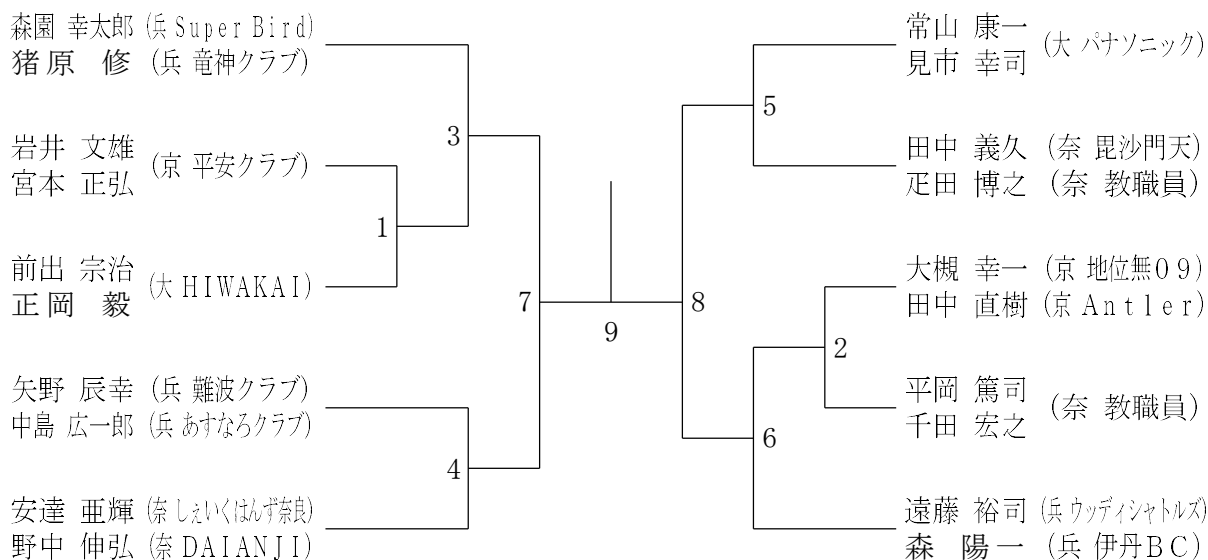 森園 幸太郎 (兵 Super Bird)
猪原 修 (兵 竜神クラブ)
岩井 文雄
宮本 正弘
(京 平安クラブ)
前出 宗治
正岡 毅
(大 HIWAKAI)
矢野 辰幸 (兵 難波クラブ)
中島 広一郎 (兵 あすなろクラブ)
安達 亜輝 (奈 しぇいくはんず奈良)
野中 伸弘 (奈 DAIANJI)
3
1
7
4
9
8
5
2
6
常山 康一
見市 幸司
(大 パナソニック)
田中 義久 (奈 毘沙門天)
疋田 博之 (奈 教職員)
大槻 幸一 (京 地位無09)
田中 直樹 (京 Antler)
平岡 篤司
千田 宏之
(奈 教職員)
遠藤 裕司 (兵 ウッディシャトルズ)
森 陽一 (兵 伊丹BC)